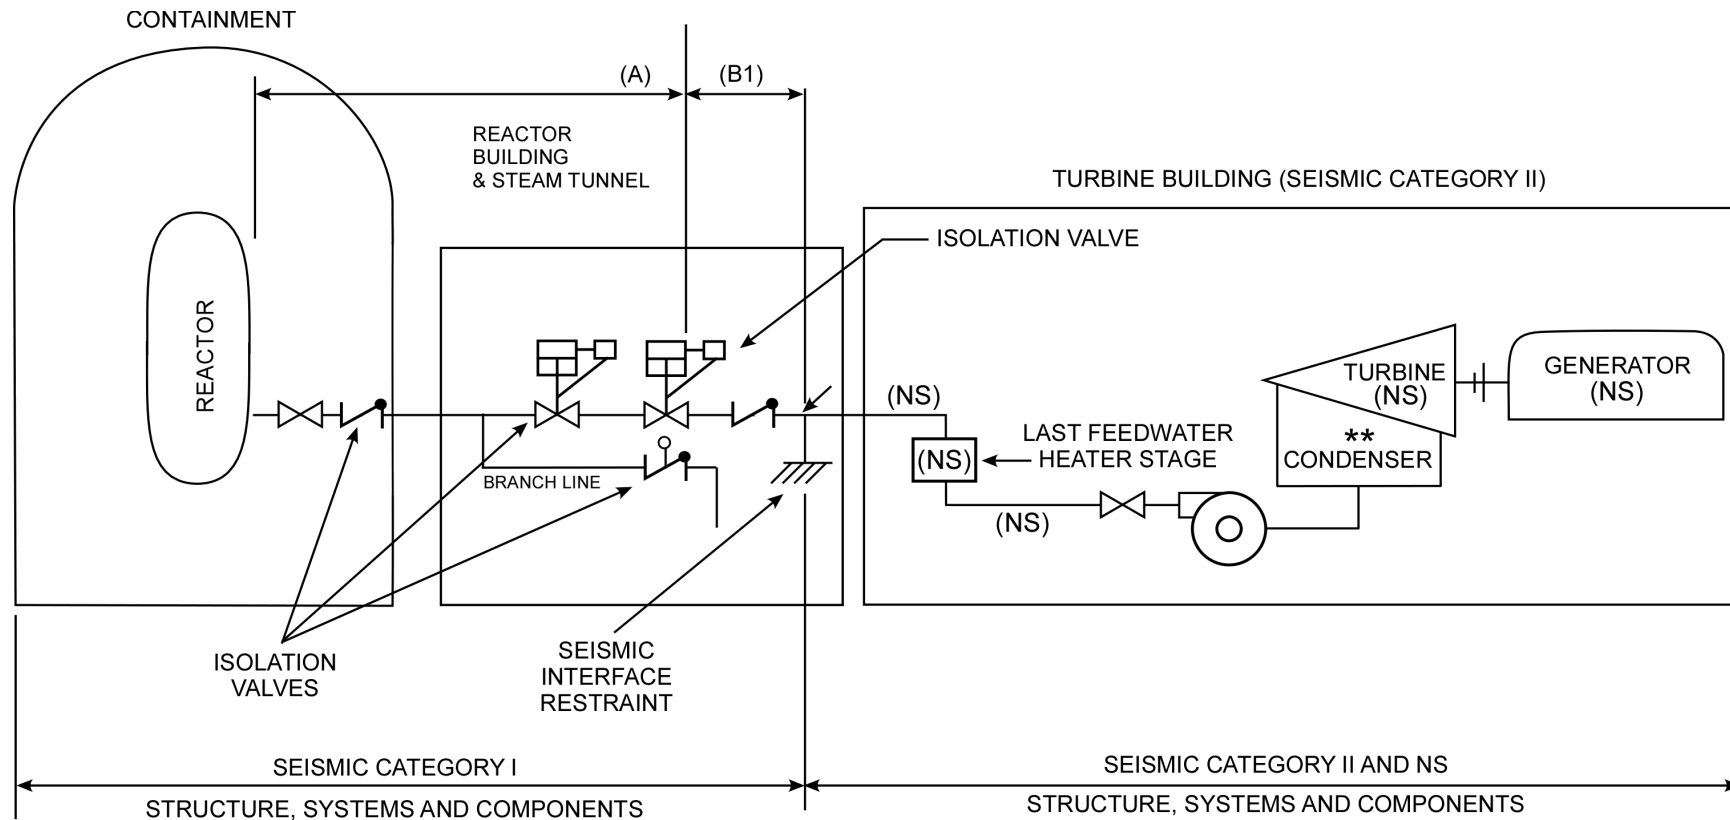 CONTAINMENT
(A)
(B1)
REACTOR
BUILDING
& STEAM TUNNEL
TURBINE BUILDING (SEISMIC CATEGORY II)
ISOLATION VALVE
REACTOR
(NS)
TURBINE
(NS)
GENERATOR
(NS)
**
CONDENSER
LAST FEEDWATER
HEATER STAGE
(NS)
BRANCH LINE
(NS)
ISOLATION
VALVES
SEISMIC
INTERFACE
RESTRAINT
SEISMIC CATEGORY I
STRUCTURE, SYSTEMS AND COMPONENTS
SEISMIC CATEGORY II AND NS
STRUCTURE, SYSTEMS AND COMPONENTS